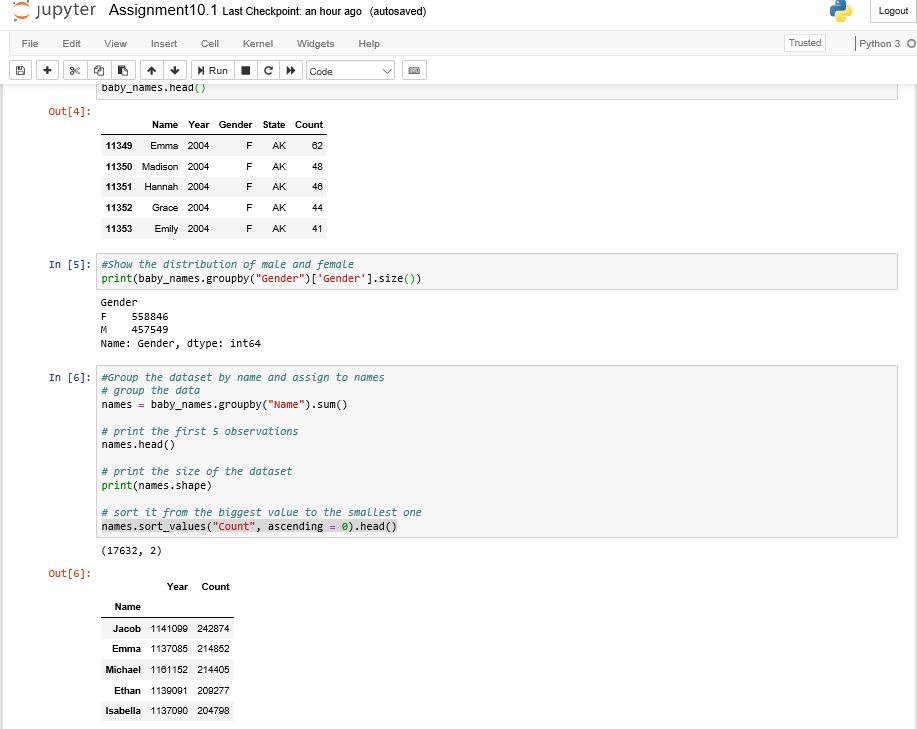 jupyter Assignment10.1 Last Checkpoint: an hour ago (autosaved)
Logout
File Edit View Insert Cell Kernel Widgets Help Trusted Python 3
Run Code
baby_names.head()
Out[4]:
Name Year Gender State Count
11349 Emma 2004 F AK 62
11350 Madison 2004 F AK 48
11351 Hannah 2004 F AK 46
11352 Grace 2004 F AK 44
11353 Emily 2004 F AK 41
In [5]: #Show the distribution of male and female
print(baby_names.groupby("Gender")['Gender'].size())
Gender
F 558846
M 457549
Name: Gender, dtype: int64
In [6]: #Group the dataset by name and assign to names
# group the data
names = baby_names.groupby("Name").sum()
# print the first 5 observations
names.head()
# print the size of the dataset
print(names.shape)
# sort it from the biggest value to the smallest one
names.sort_values("Count", ascending = 0).head()
(17632, 2)
Out[6]:
Year Count
Name
Jacob 1141099 242874
Emma 1137085 214852
Michael 1161152 214405
Ethan 1139091 209277
Isabella 1137090 204798